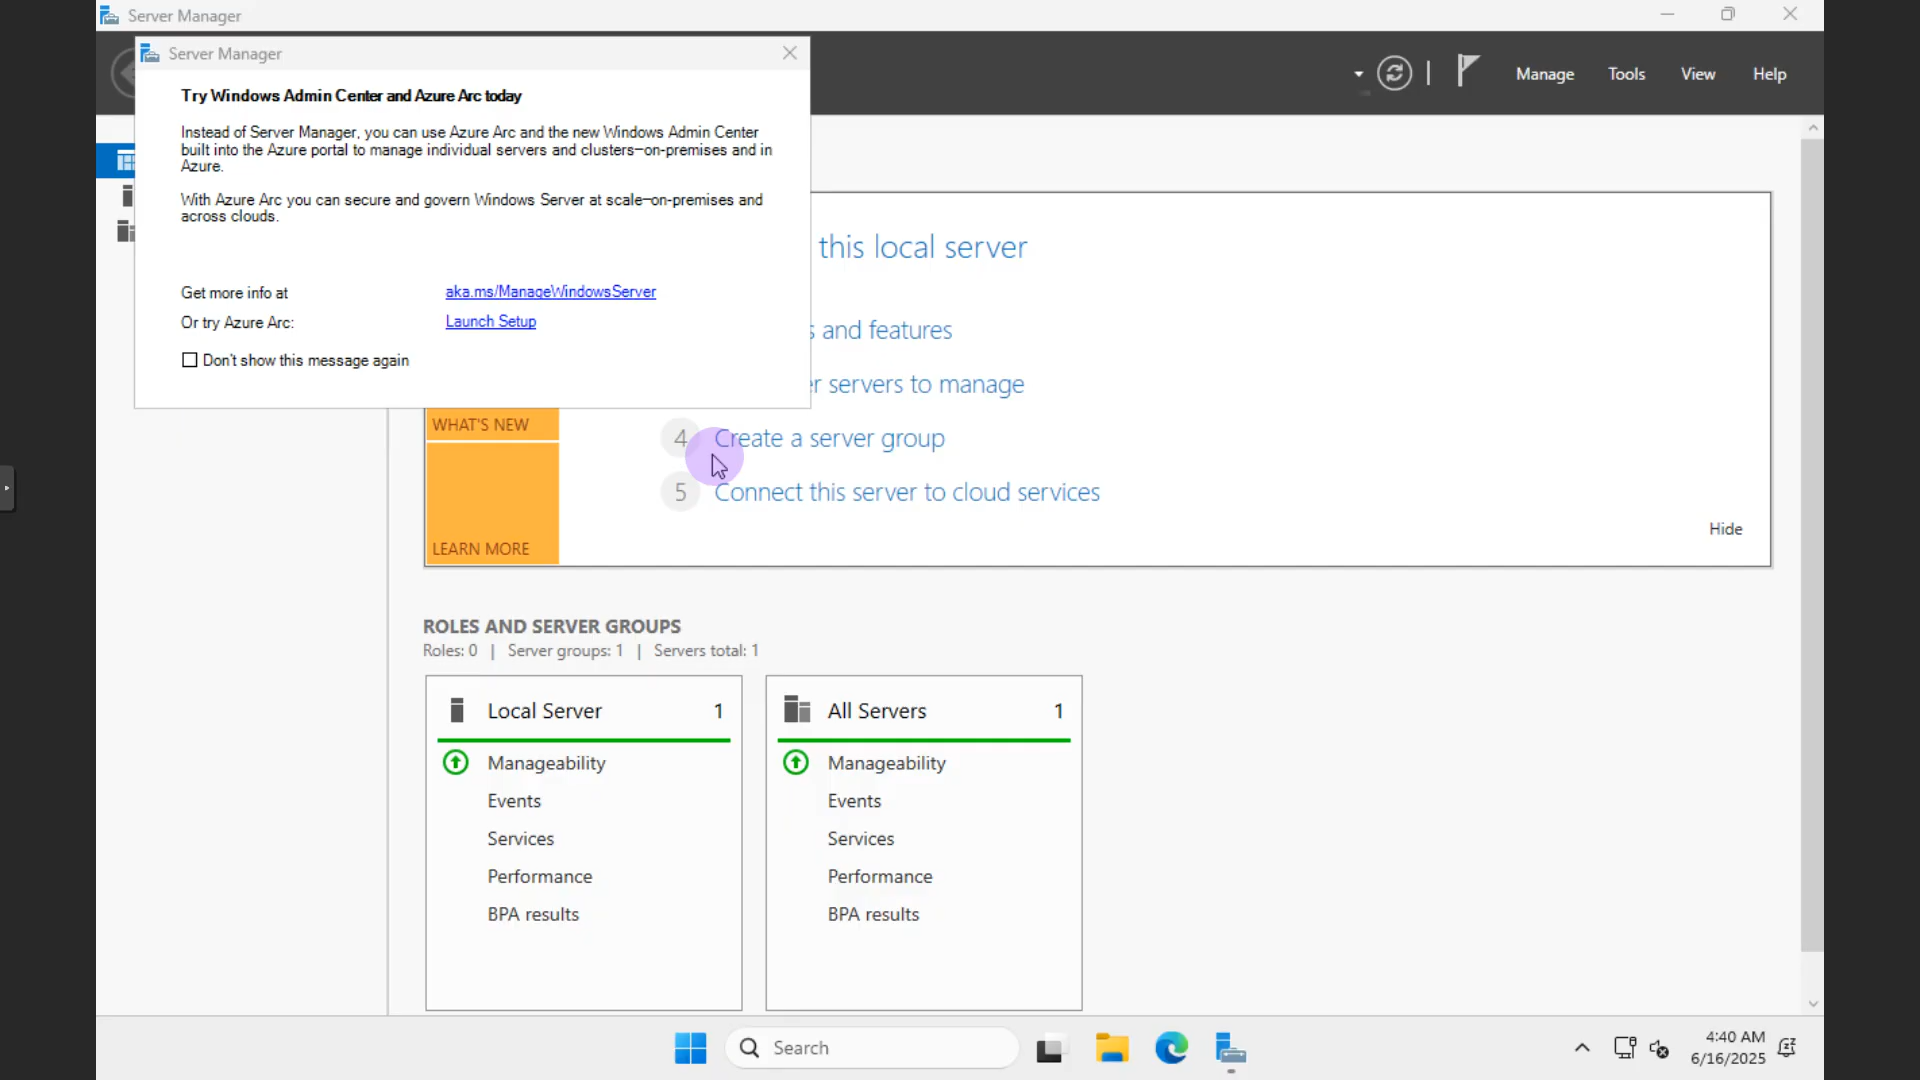 Server Manager
Server Manager
Manage
Tools
View
Help
Try Windows Admin Center and Azure Arc today
Instead of Server Manager, you can use Azure Arc and the new Windows Admin Center
built into the Azure portal to manage individual servers and clusters—on-premises and in
Azure.
With Azure Arc you can secure and govern Windows Server at scale—on-premises and
across clouds.
Get more info at
aka.ms/ManageWindowsServer
Or try Azure Arc:
Launch Setup
Don't show this message again
this local server
and features
servers to manage
WHAT'S NEW
4 Create a server group
5 Connect this server to cloud services
Hide
LEARN MORE
ROLES AND SERVER GROUPS
Roles: 0 | Server groups: 1 | Servers total: 1
Local Server 1
Manageability
Events
Services
Performance
BPA results
All Servers 1
Manageability
Events
Services
Performance
BPA results
Search
4:40 AM
6/16/2025